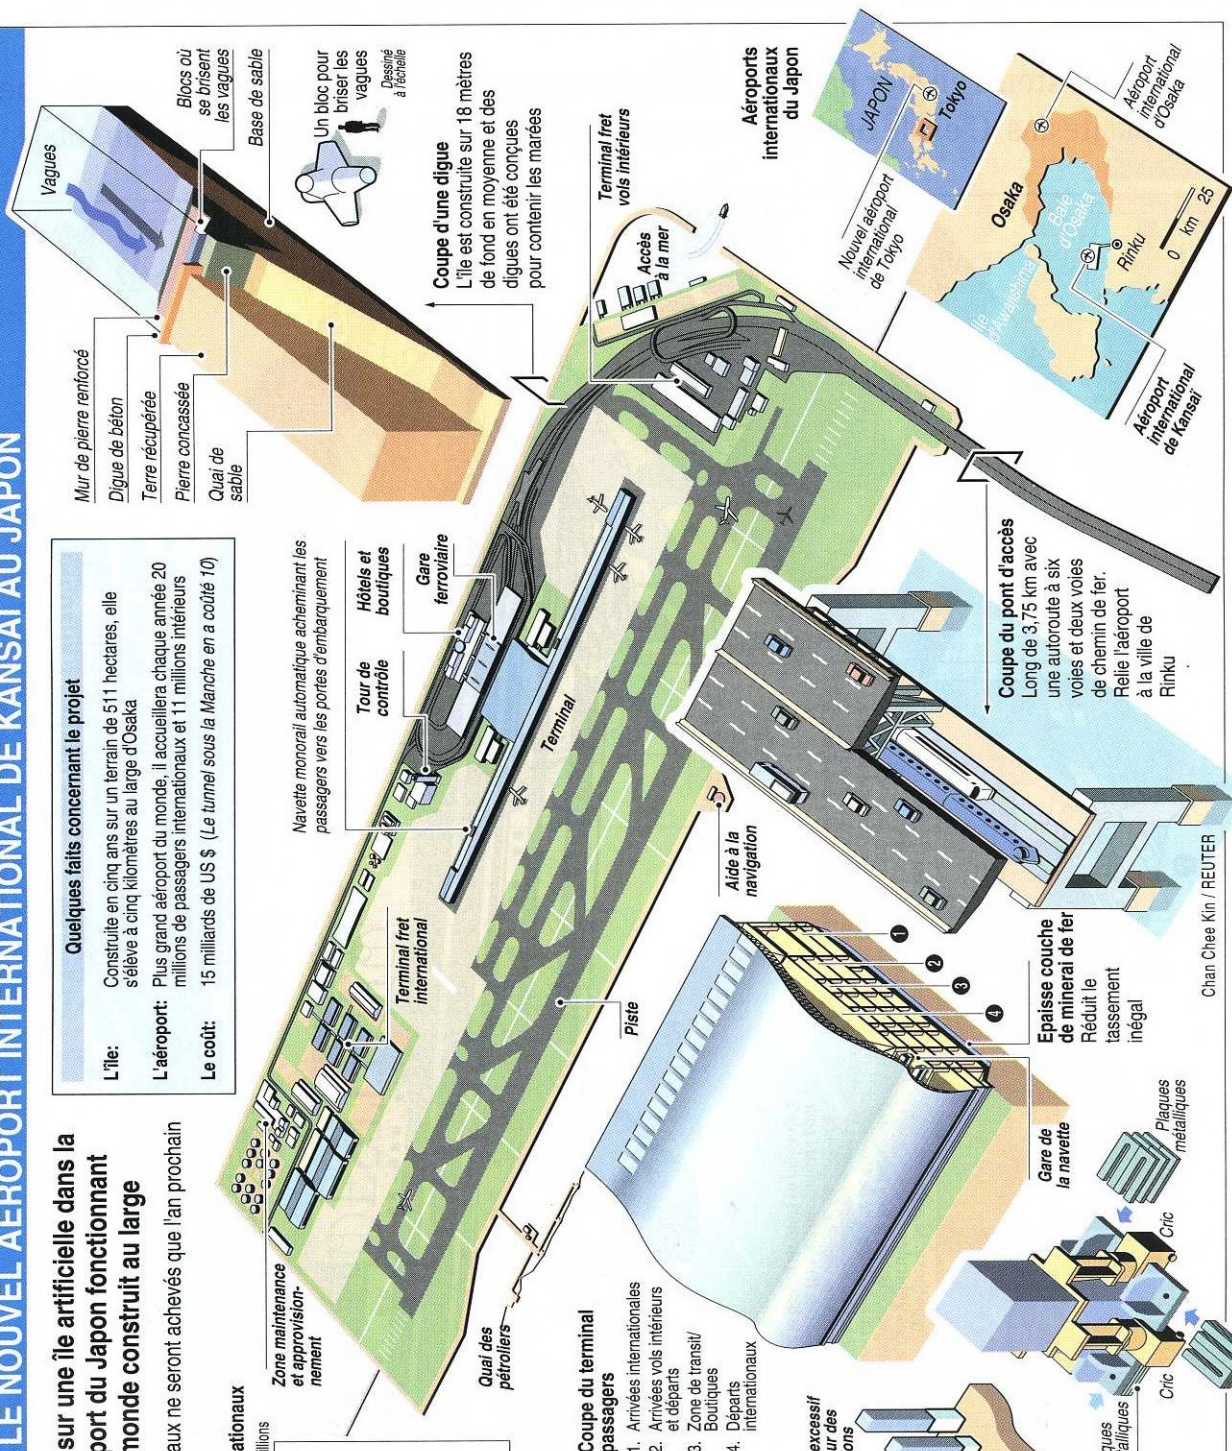 LE NOUVEL AÉROPORT INTERNATIONAL DE KANSAI AU JAPON
sur une île artificielle dans la
port du Japon fonctionnant
monde construit au large
aux ne seront achevés que l'an prochain
Quelques faits concernant le projet
L'île: Construite en cinq ans sur un terrain de 511 hectares, elle
s'élève à cinq kilomètres au large d'Osaka
L'aéroport: Plus grand aéroport du monde, il accueillera chaque année 20
millions de passagers internationaux et 11 millions intérieurs
Le coût: 15 milliards de US $ (Le tunnel sous la Manche en a coûté 10)
Mur de pierre renforcé
Digue de béton
Terre récupérée
Pierre concassée
Quai de
sable
Vagues
Blocs où
se brisent
les vagues
Base de sable
Un bloc pour
briser les
vagues
Dessiné
à l'échelle
Coupe d'une digue
L'île est construite sur 18 mètres
de fond en moyenne et des
digues ont été conçues
pour contenir les marées
ationaux
Zone maintenance
et approvision-
nement
Terminal fret
international
Navette monorail automatique acheminant les
passagers vers les portes d'embarquement
Tour de
contrôle
Hôtels et
boutiques
Gare
ferroviaire
Terminal
Terminal fret
vols intérieurs
Accès
à la mer
Quai des
pétroliers
Piste
Aide à la
navigation
Aéroports
internationaux
du Japon
JAPON
Tokyo
Nouvel aéroport
international
de Tokyo
Osaka
Baie
d'Osaka
Ile
d'Awajishima
Rinku
0 km 25
Aéroport
international
d'Osaka
Aéroport
international
de Kansaï
Coupe du terminal
passagers
1. Arrivées internationales
2. Arrivées vols intérieurs
et départs
3. Zone de transit/
Boutiques
4. Départs
internationaux
1
2
3
4
Gare de
la navette
Epaisse couche
de minerai de fer
Réduit le
tassement
inégal
Coupe du pont d'accès
Long de 3,75 km avec
une autoroute à six
voies et deux voies
de chemin de fer.
Relie l'aéroport
à la ville de
Rinku
excessif
ur des
ons
Cric
Cric
Plaques
métalliques
Chan Chee Kin / REUTER